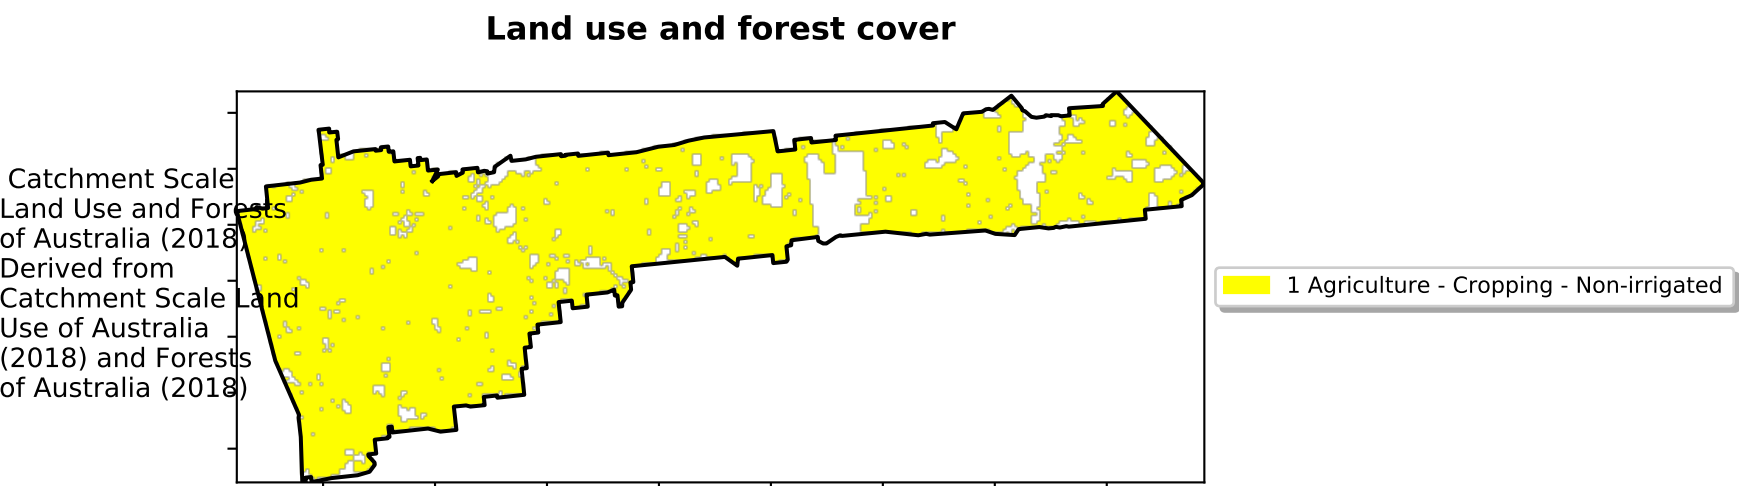 Land use and forest cover
Catchment Scale
Land Use and Forests
of Australia (2018)
Derived from
Catchment Scale Land
Use of Australia
(2018) and Forests
of Australia (2018)
1 Agriculture - Cropping - Non-irrigated